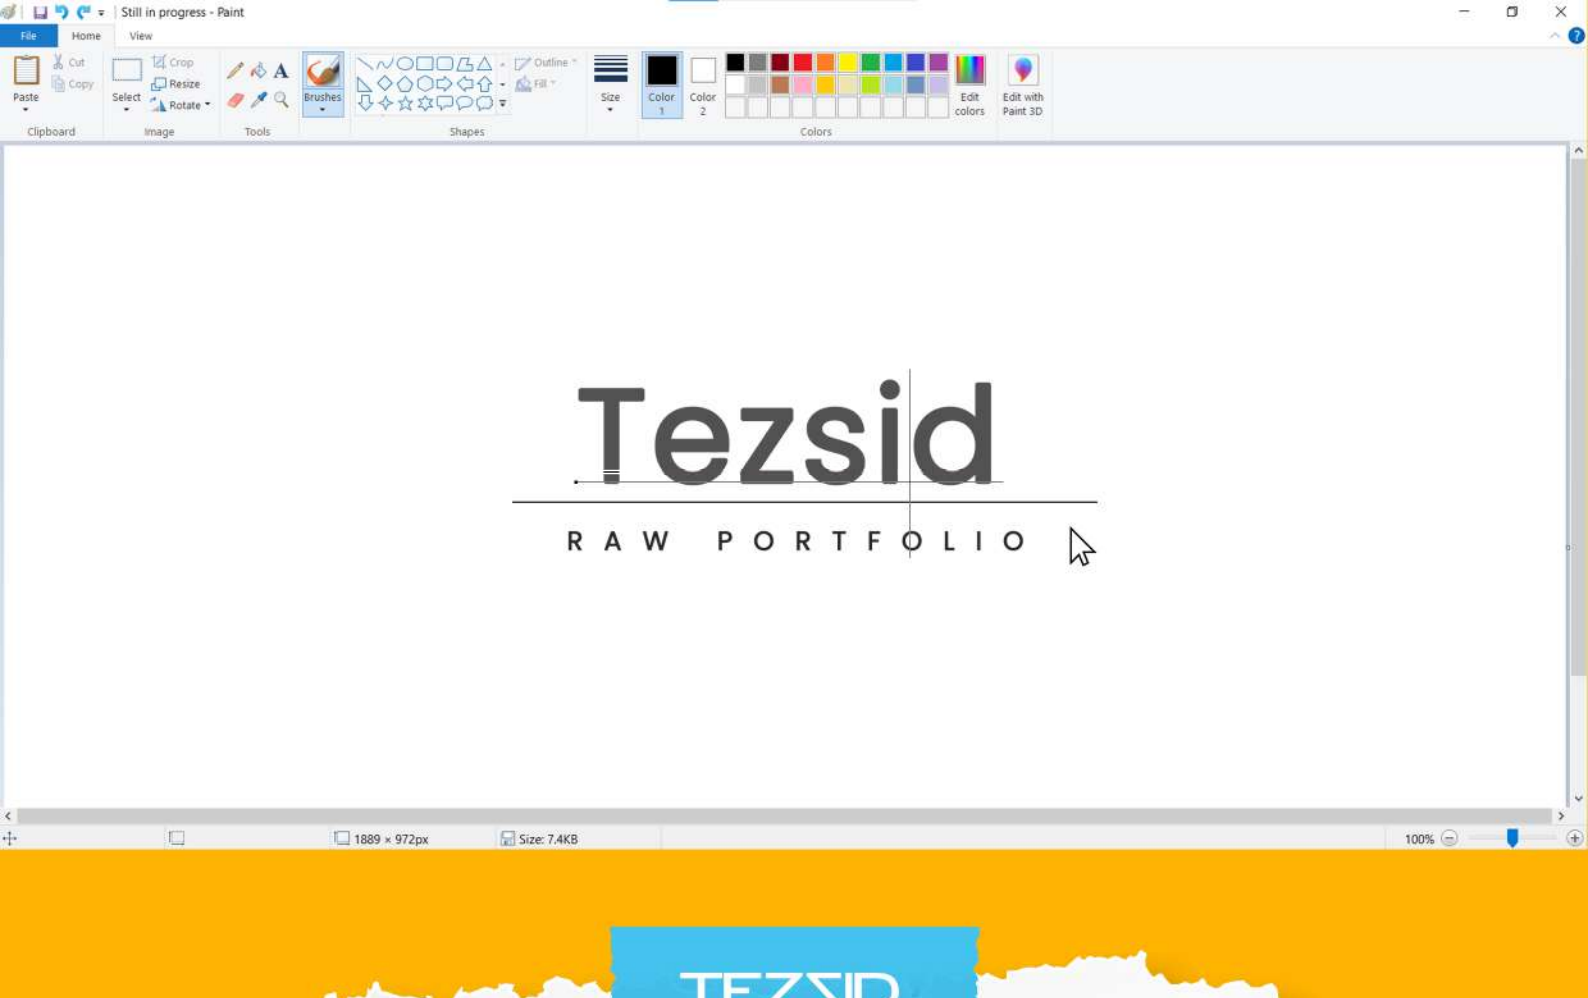 Still in progress - Paint
File Home View
Paste
Cut
Copy
Clipboard
Select
Crop
Resize
Rotate
Image
A
Tools
Brushes
Outline
Fill
Shapes
Size
Color 1
Color 2
Colors
Edit colors
Edit with Paint 3D
?
Tezsid
RAW PORTFOLIO
1889 × 972px
Size: 7.4KB
100%
TEZSID